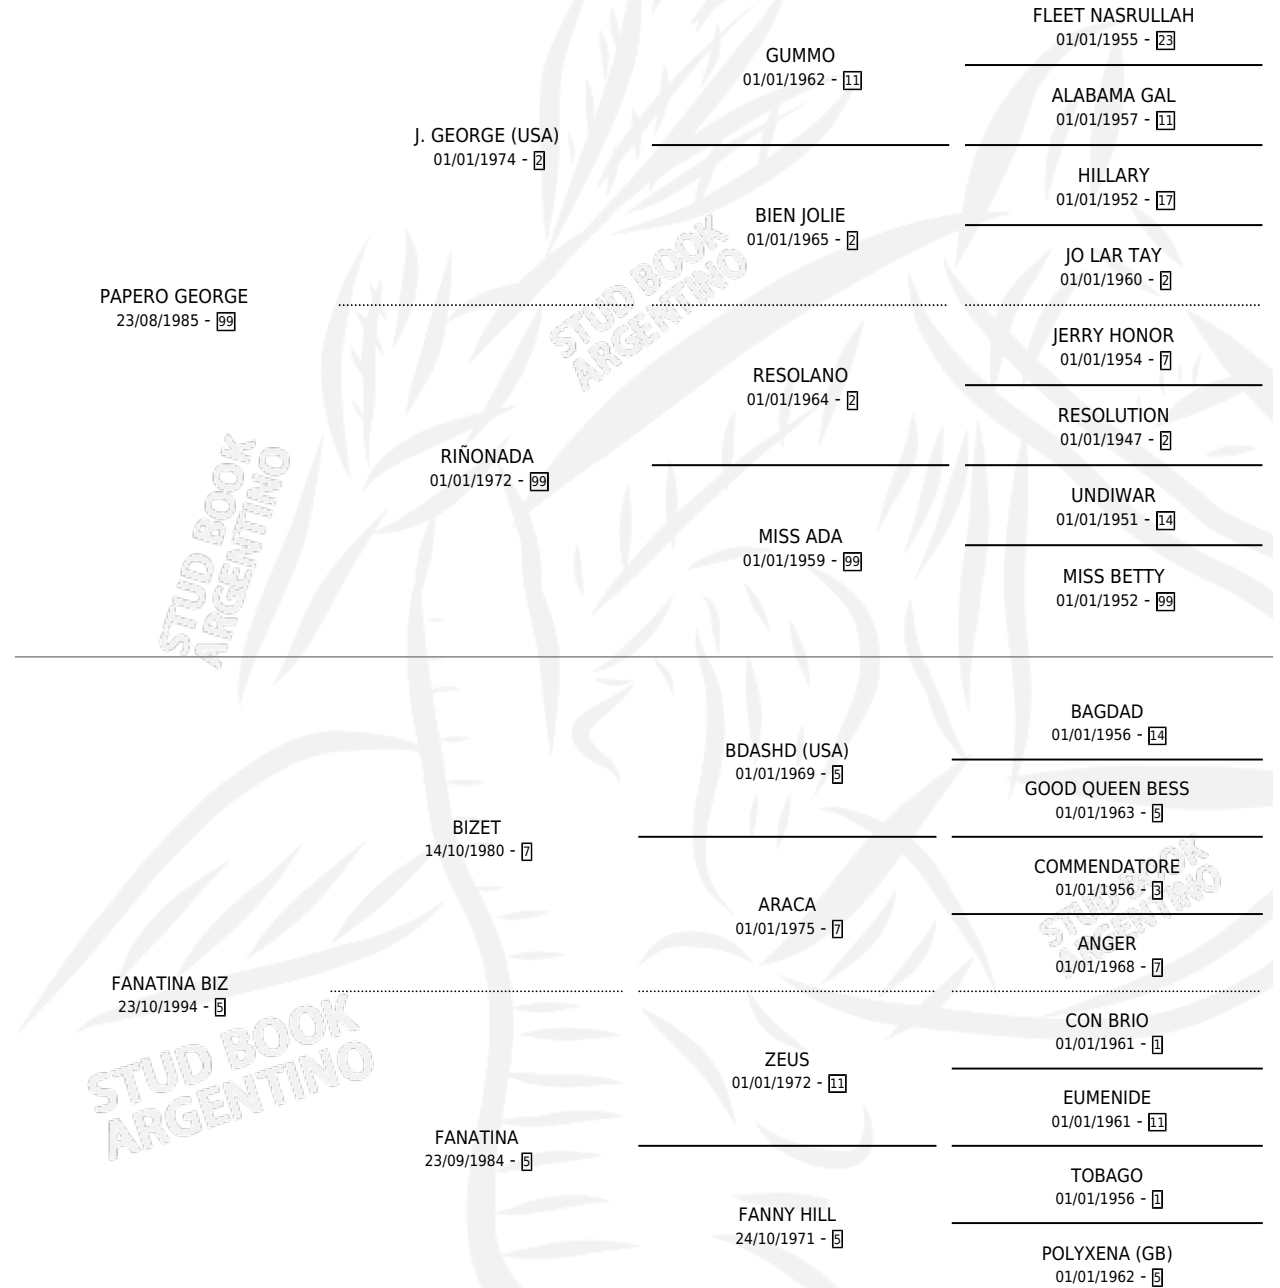 FLEET NASRULLAH
01/01/1955 - 23
GUMMO
01/01/1962 - 11
ALABAMA GAL
01/01/1957 - 11
J. GEORGE (USA)
01/01/1974 - 2
HILLARY
01/01/1952 - 17
BIEN JOLIE
01/01/1965 - 2
JO LAR TAY
01/01/1960 - 2
PAPERO GEORGE
23/08/1985 - 99
STUD BOOK
ARGENTINO
JERRY HONOR
01/01/1954 - 7
RESOLANO
01/01/1964 - 2
RESOLUTION
01/01/1947 - 2
RIÑONADA
01/01/1972 - 99
UNDIWAR
01/01/1951 - 14
MISS ADA
01/01/1959 - 99
MISS BETTY
01/01/1952 - 99
STUD BOOK
ARGENTINO
BAGDAD
01/01/1956 - 14
BDASHD (USA)
01/01/1969 - 5
GOOD QUEEN BESS
01/01/1963 - 5
BIZET
14/10/1980 - 7
COMMENDATORE
01/01/1956 - 3
ARACA
01/01/1975 - 7
STUD BOOK
ARGENTINO
ANGER
01/01/1968 - 7
FANATINA BIZ
23/10/1994 - 5
CON BRIO
01/01/1961 - 1
ZEUS
01/01/1972 - 11
EUMENIDE
01/01/1961 - 11
STUD BOOK
ARGENTINO
FANATINA
23/09/1984 - 5
TOBAGO
01/01/1956 - 1
FANNY HILL
24/10/1971 - 5
POLYXENA (GB)
01/01/1962 - 5